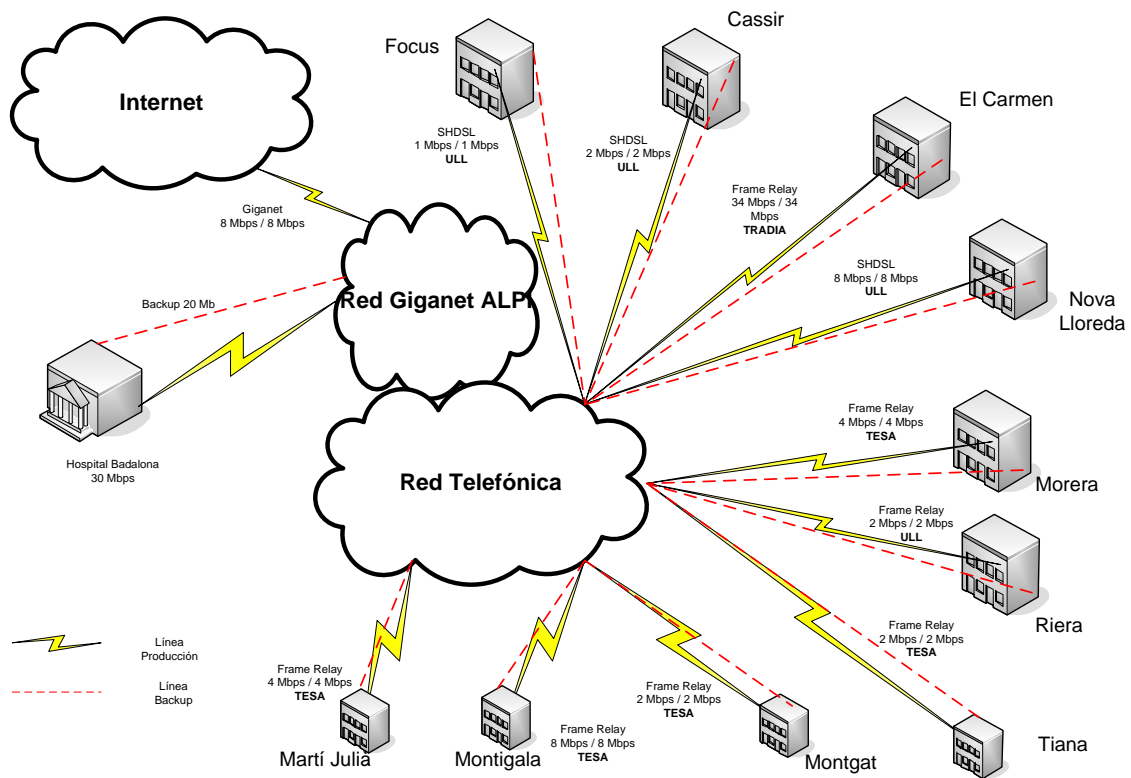 Cassir
Focus
El Carmen
Internet
SHDSL
1 Mbps / 1 Mbps
ULL
SHDSL
2 Mbps / 2 Mbps
ULL
Frame Relay
34 Mbps / 34
Mbps
TRADIA
Giganet
8 Mbps / 8 Mbps
SHDSL
8 Mbps / 8 Mbps
ULL
Nova
Lloreda
Backup 20 Mb
Red Giganet ALPI
Hospital Badalona
30 Mbps
Frame Relay
4 Mbps / 4 Mbps
TESA
Morera
Red Telefónica
Frame Relay
2 Mbps / 2 Mbps
ULL
Riera
Frame Relay
2 Mbps / 2 Mbps
TESA
Tiana
Línea
Producción
Línea
Backup
Frame Relay
4 Mbps / 4 Mbps
TESA
Martí Julia
Frame Relay
8 Mbps / 8 Mbps
TESA
Montigala
Frame Relay
2 Mbps / 2 Mbps
TESA
Montgat